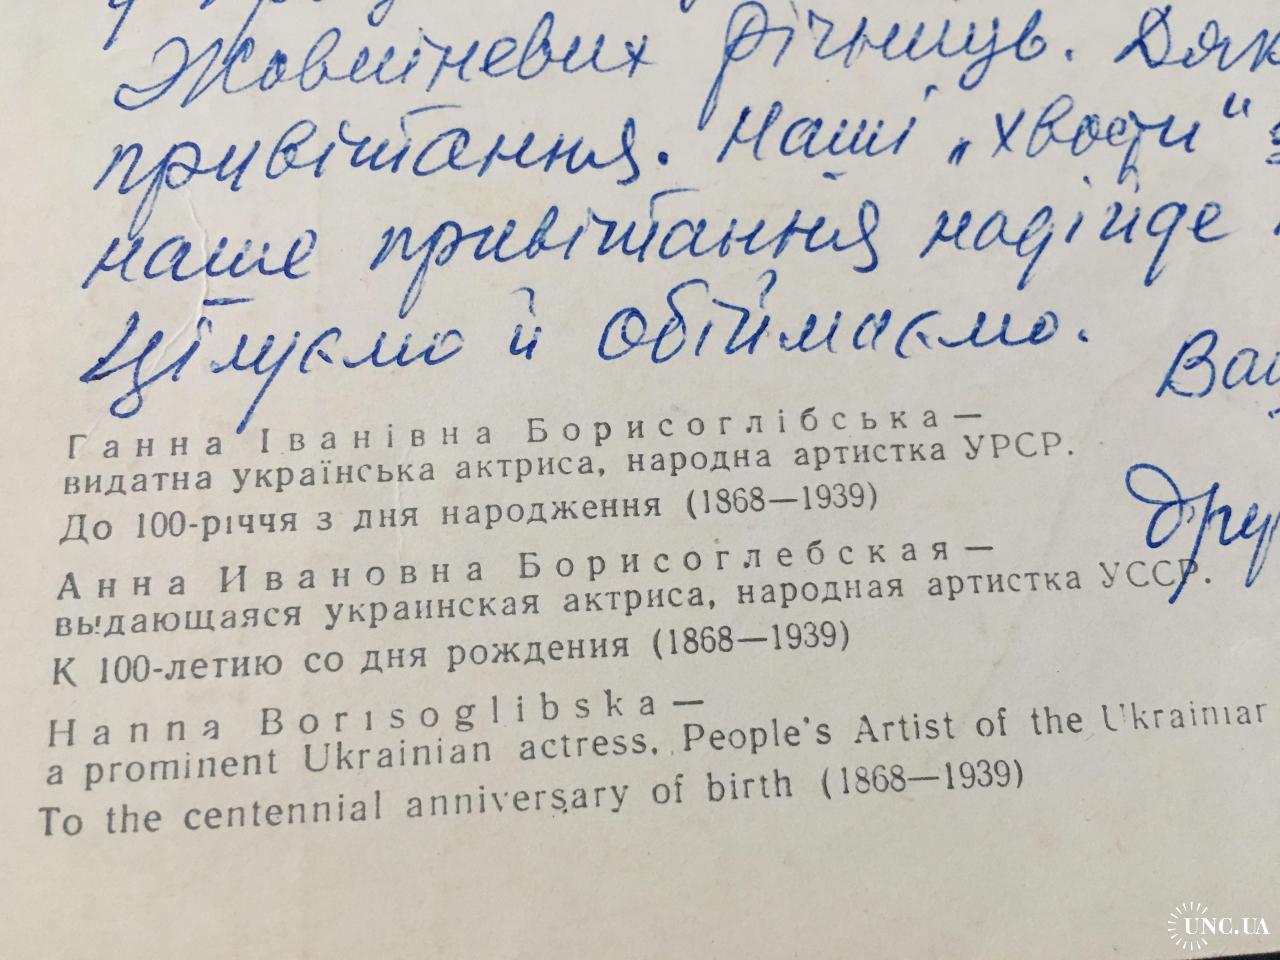 Жовтневих річниць. Дяк
привітання. Наші „хвости“ з
наше привітання надійде
Цілуємо й обіймаємо.
Ваш
Дру
Ганна Іванівна Борисоглібська —
видатна українська актриса, народна артистка УРСР.
До 100-річчя з дня народження (1868—1939)
Анна Ивановна Борисоглебская —
выдающаяся украинская актриса, народная артистка УССР.
К 100-летию со дня рождения (1868—1939)
Hanna Borisoglibska —
a prominent Ukrainian actress, People's Artist of the Ukrainiar
To the centennial anniversary of birth (1868—1939)
UNC.UA